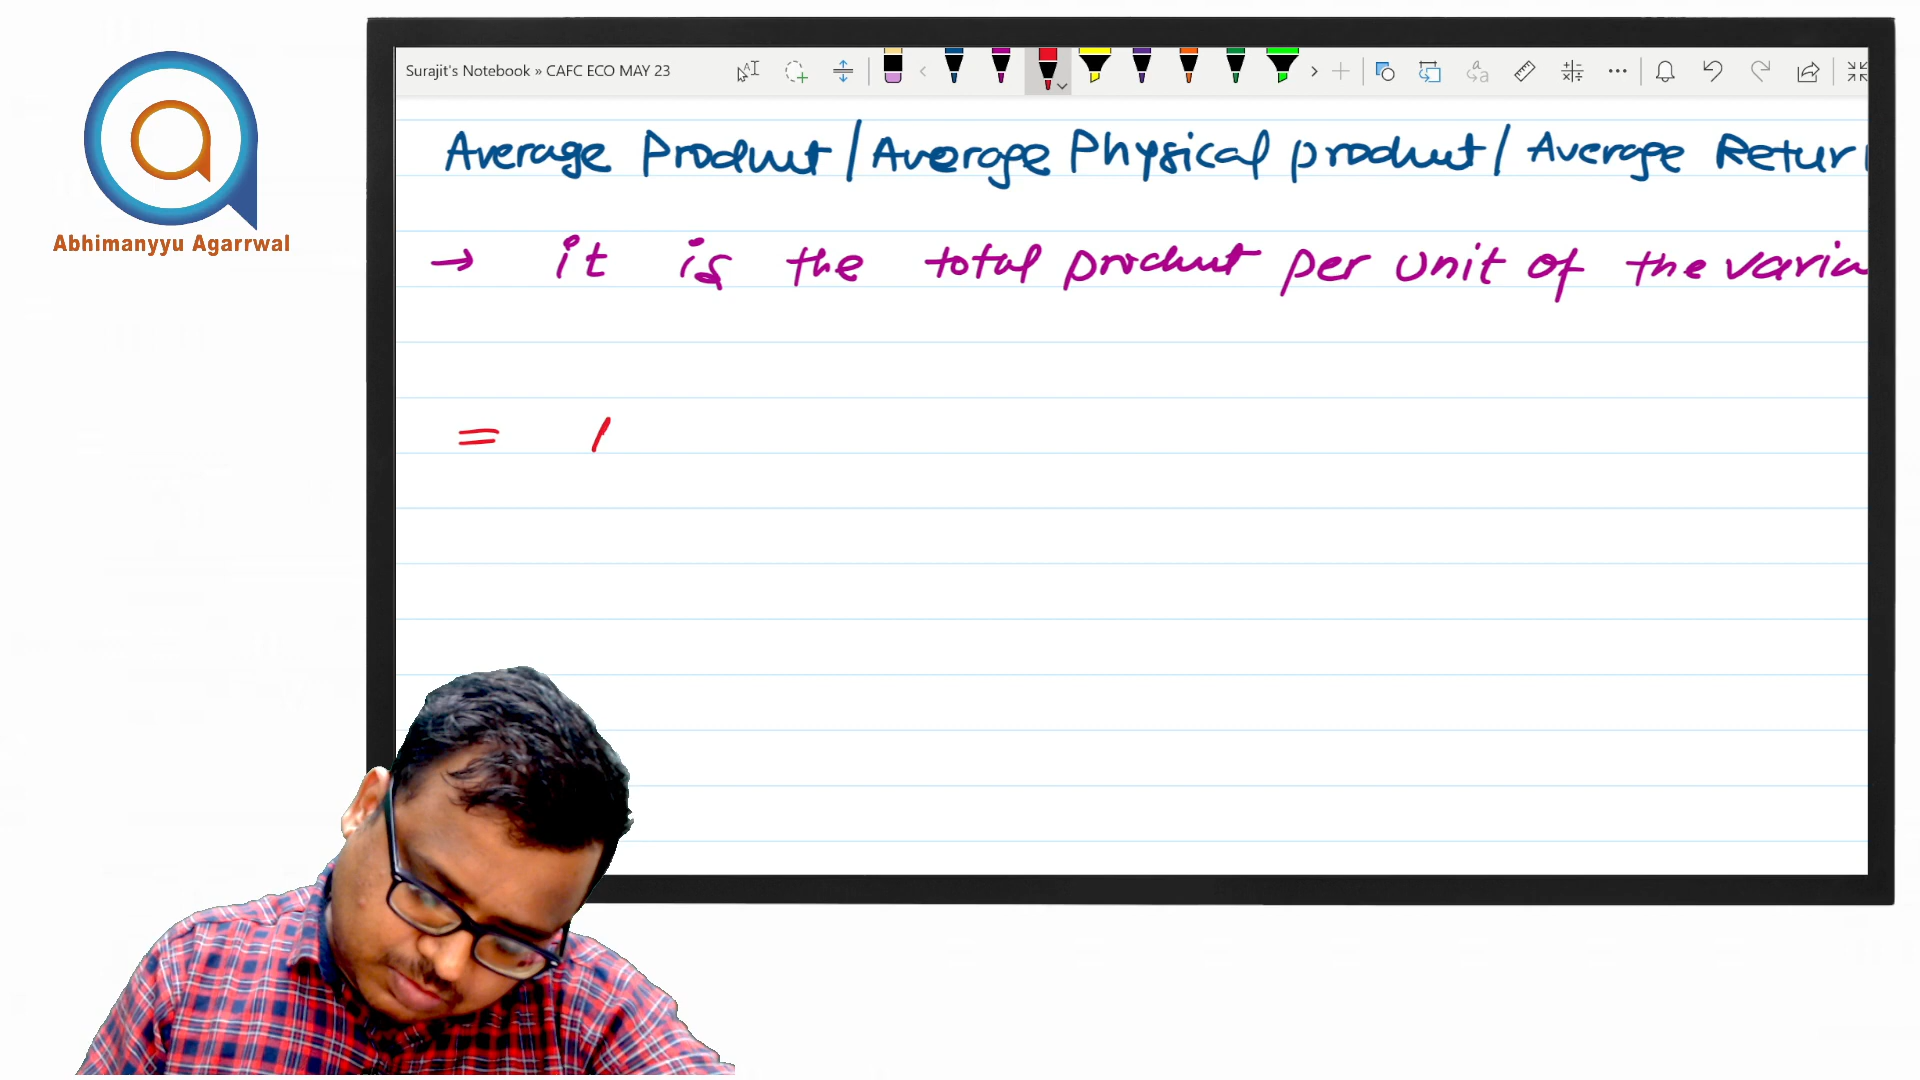 Surajit's Notebook » CAFC ECO MAY 23
Average Product / Average Physical product / Average Retur
→ it is the total product per unit of the varia
=
Abhimanyyu Agarrwal